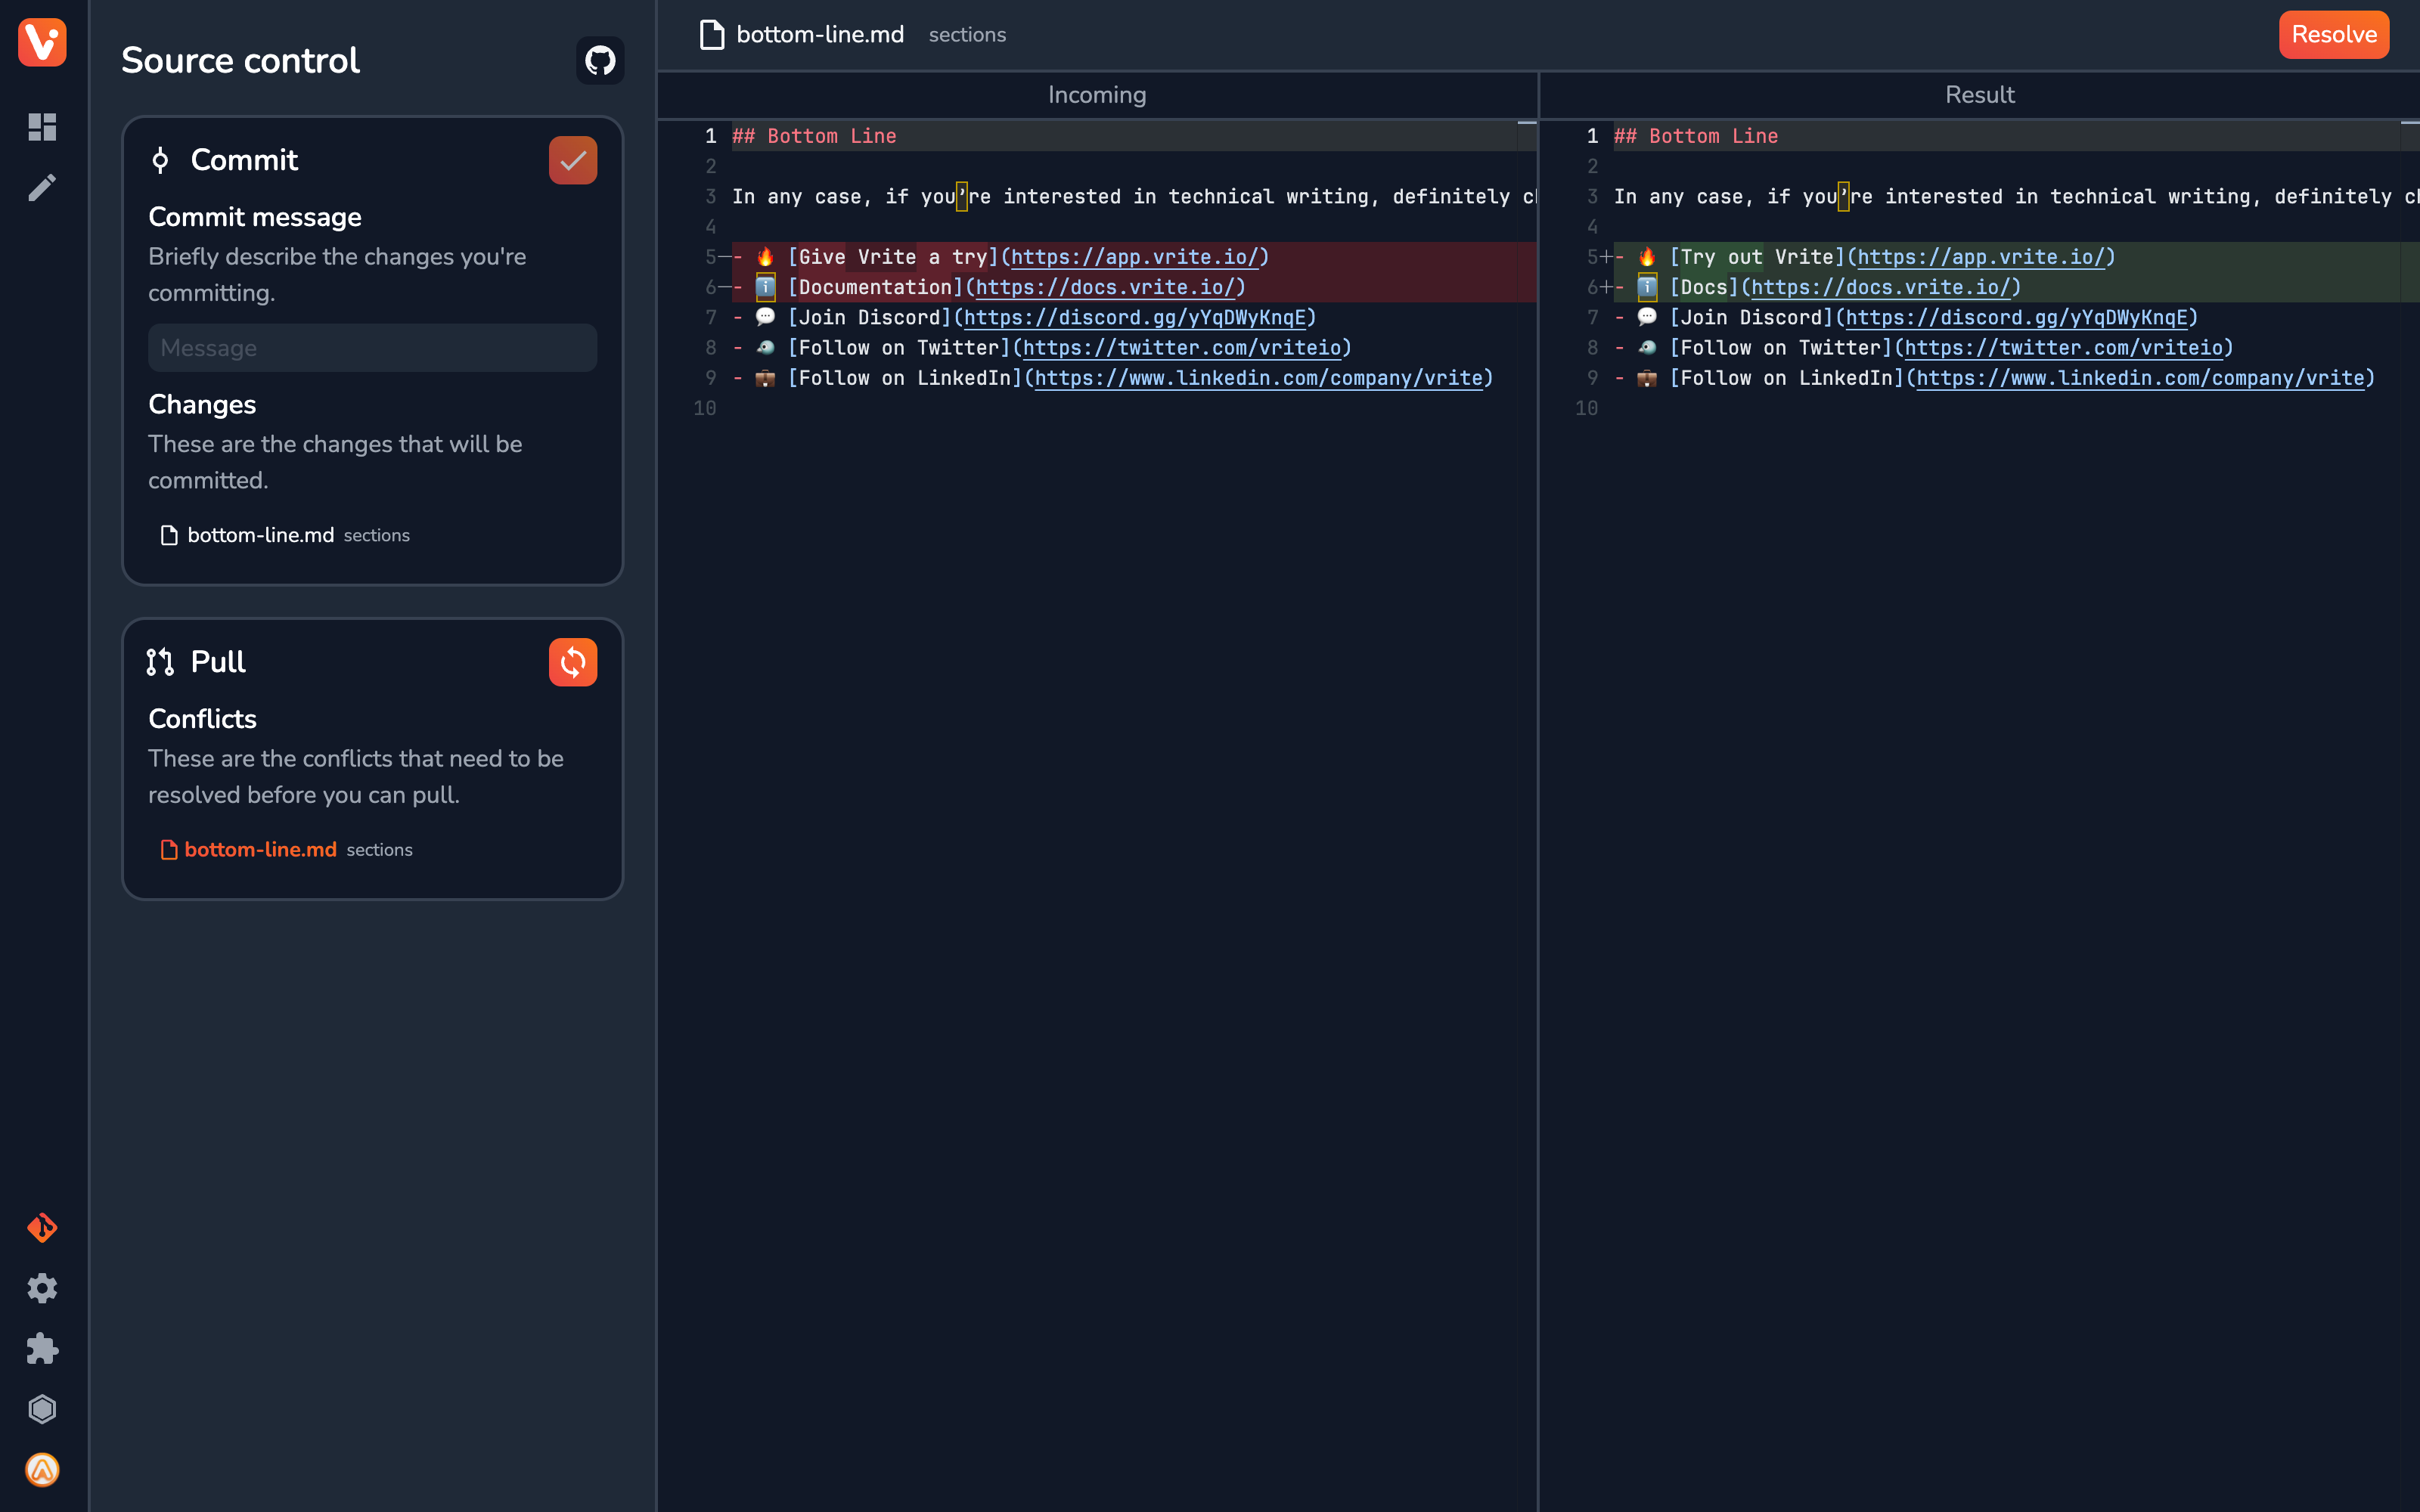 Source control
Commit
Commit message
Briefly describe the changes you're
committing.
Message
Changes
These are the changes that will be
committed.
bottom-line.md sections
Pull
Conflicts
These are the conflicts that need to be
resolved before you can pull.
bottom-line.md sections
bottom-line.md sections
Resolve
Incoming
1 ## Bottom Line
2
3 In any case, if you’re interested in technical writing, definitely
4
5 - 🔥 [Give Vrite a try](https://app.vrite.io/)
6 - ℹ️ [Documentation](https://docs.vrite.io/)
7 - 💬 [Join Discord](https://discord.gg/yYqDWyKnqE)
8 - 🐦 [Follow on Twitter](https://twitter.com/vriteio)
9 - 💼 [Follow on LinkedIn](https://www.linkedin.com/company/vrite)
10
Result
1 ## Bottom Line
2
3 In any case, if you’re interested in technical writing, definitely
4
5+ - 🔥 [Try out Vrite](https://app.vrite.io/)
6+ - ℹ️ [Docs](https://docs.vrite.io/)
7 - 💬 [Join Discord](https://discord.gg/yYqDWyKnqE)
8 - 🐦 [Follow on Twitter](https://twitter.com/vriteio)
9 - 💼 [Follow on LinkedIn](https://www.linkedin.com/company/vrite)
10